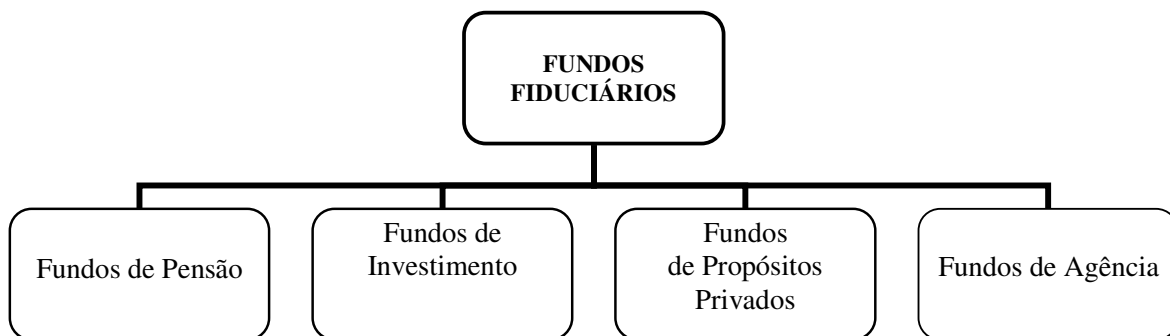 FUNDOS
FIDUCIÁRIOS
Fundos de Pensão
Fundos de
Investimento
Fundos
de Propósitos
Privados
Fundos de Agência